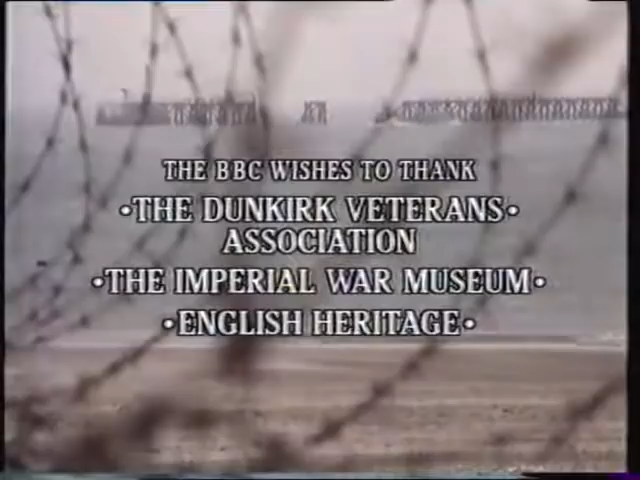 THE BBC WISHES TO THANK
•THE DUNKIRK VETERANS•
ASSOCIATION
•THE IMPERIAL WAR MUSEUM•
•ENGLISH HERITAGE•